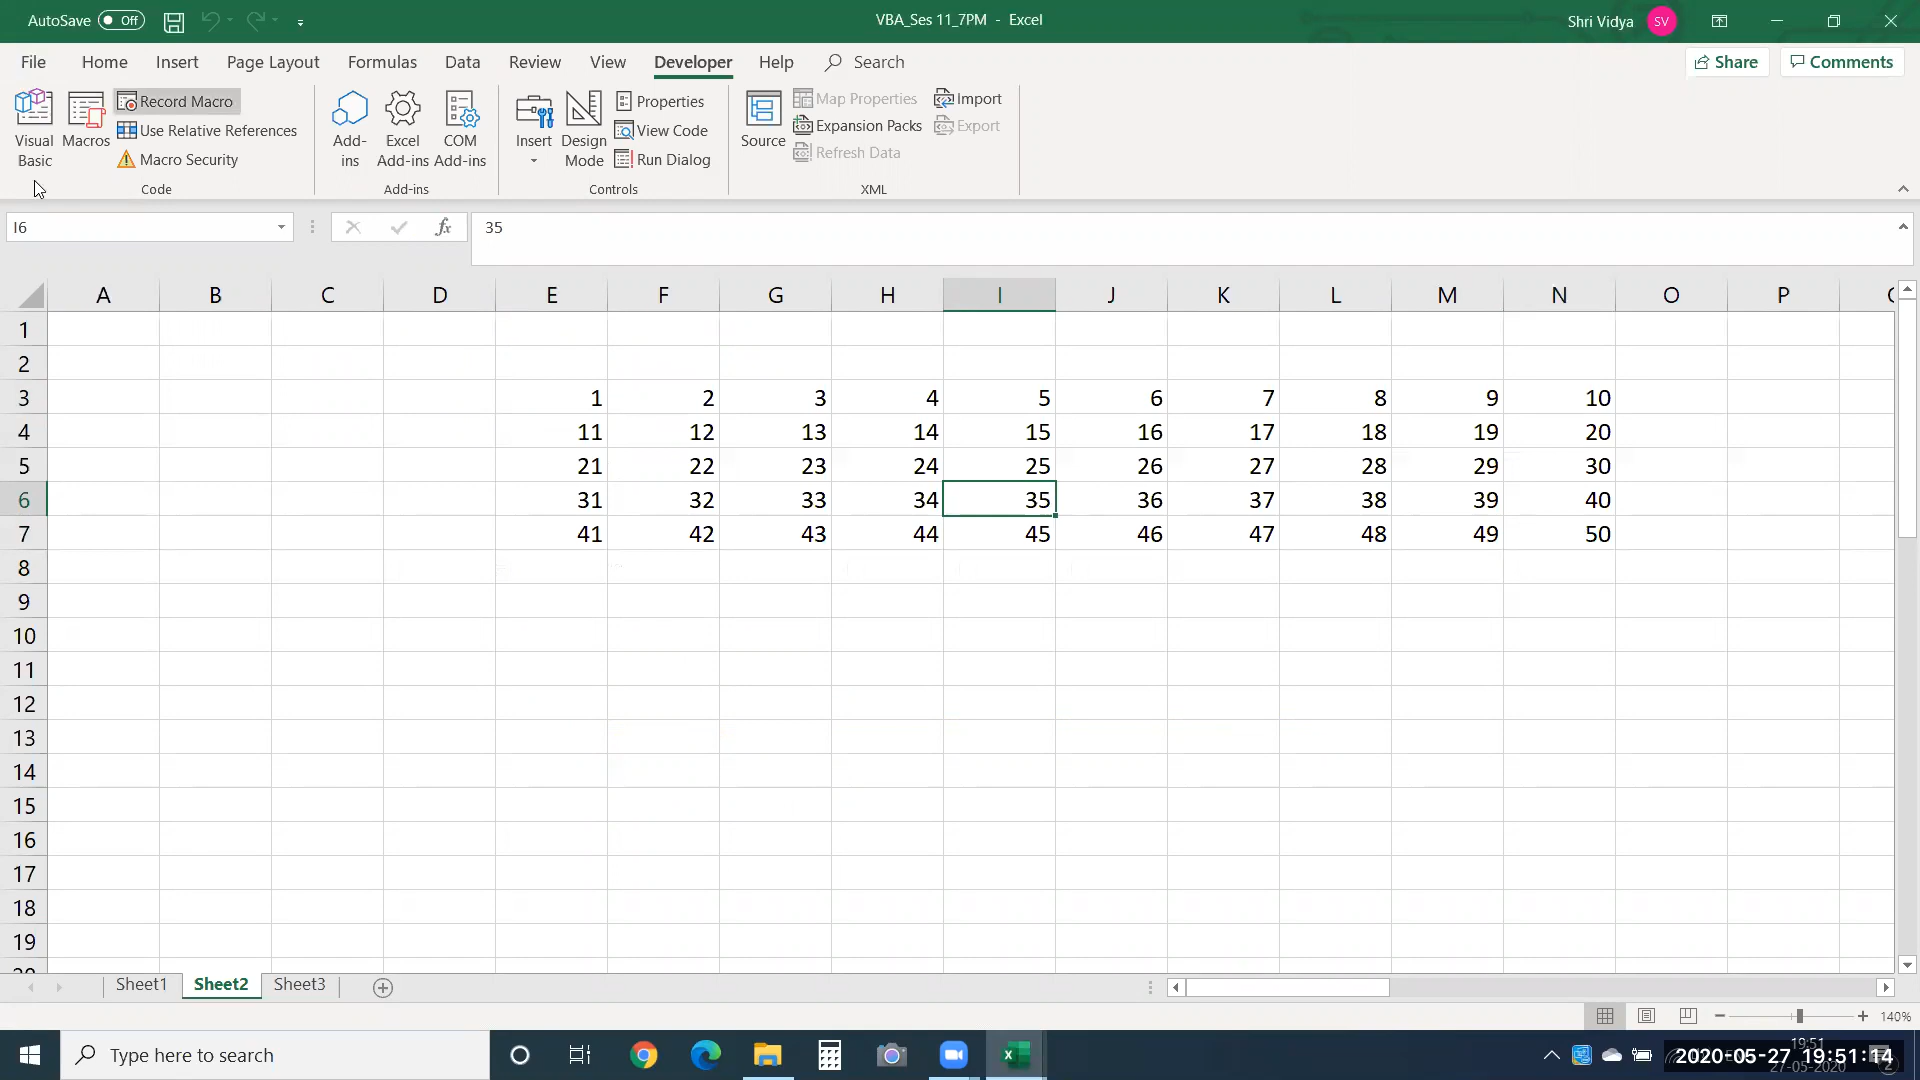 AutoSave Off VBA_Ses 11_7PM - Excel Shri Vidya SV
File Home Insert Page Layout Formulas Data Review View Developer Help Search Share Comments
Visual Basic
Macros
Record Macro
Use Relative References
Macro Security
Code
Add-ins
Excel Add-ins
COM Add-ins
Add-ins
Insert
Design Mode
Properties
View Code
Run Dialog
Controls
Source
Map Properties
Expansion Packs
Refresh Data
Import
Export
XML
I6 fx 35
A B C D E F G H I J K L M N O P
1
2
3 1 2 3 4 5 6 7 8 9 10
4 11 12 13 14 15 16 17 18 19 20
5 21 22 23 24 25 26 27 28 29 30
6 31 32 33 34 35 36 37 38 39 40
7 41 42 43 44 45 46 47 48 49 50
8
9
10
11
12
13
14
15
16
17
18
19
Sheet1 Sheet2 Sheet3
140%
Type here to search
19:51
2020-05-27 19:51:14
27-05-2020
2